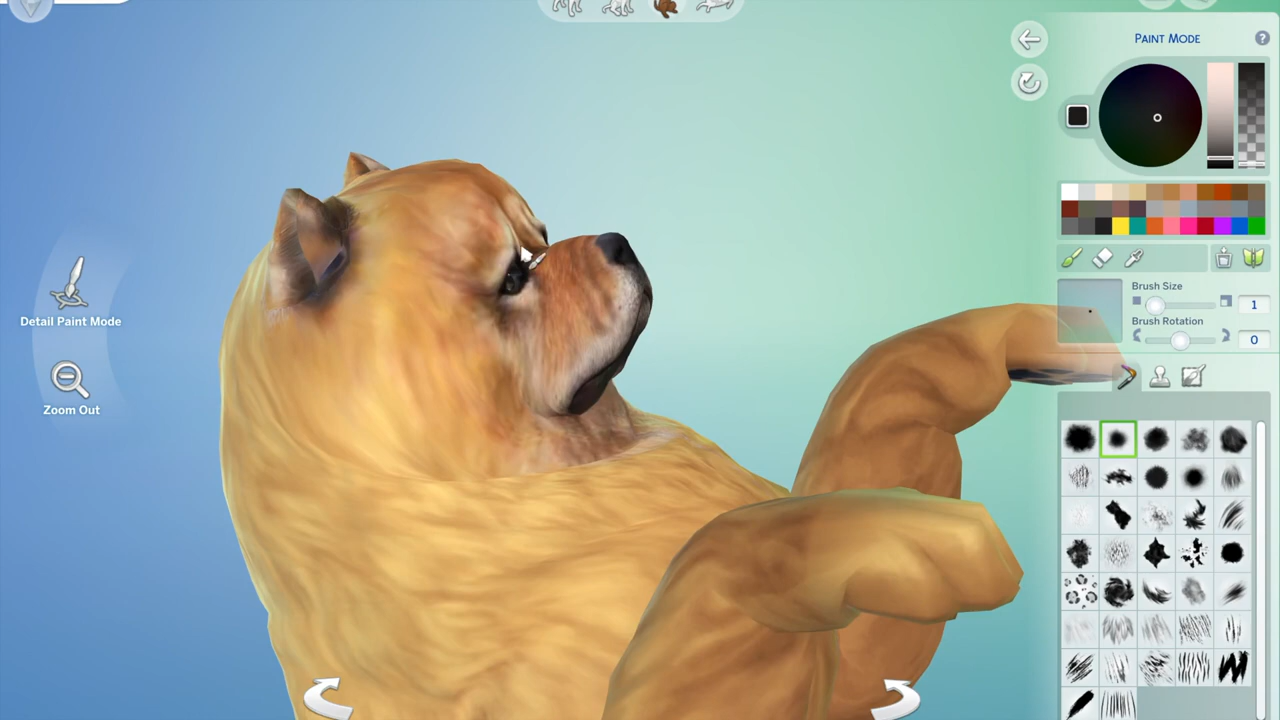 PAINT MODE
?
Detail Paint Mode
Zoom Out
Brush Size
1
Brush Rotation
0